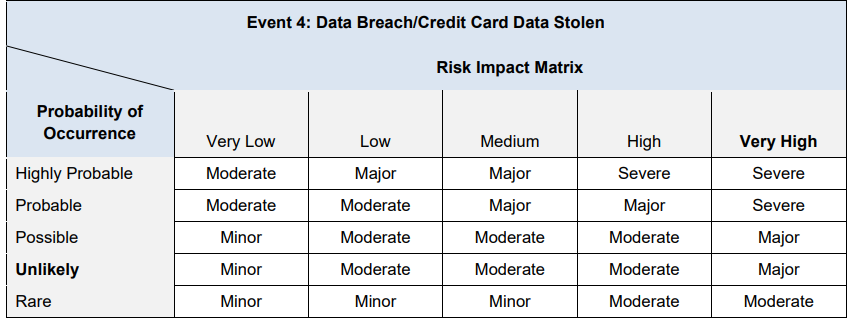 Event 4: Data Breach/Credit Card Data Stolen
Risk Impact Matrix
Probability of
Occurrence
Very Low Low Medium High Very High
Highly Probable Moderate Major Major Severe Severe
Probable Moderate Moderate Major Major Severe
Possible Minor Moderate Moderate Moderate Major
Unlikely Minor Moderate Moderate Moderate Major
Rare Minor Minor Minor Moderate Moderate